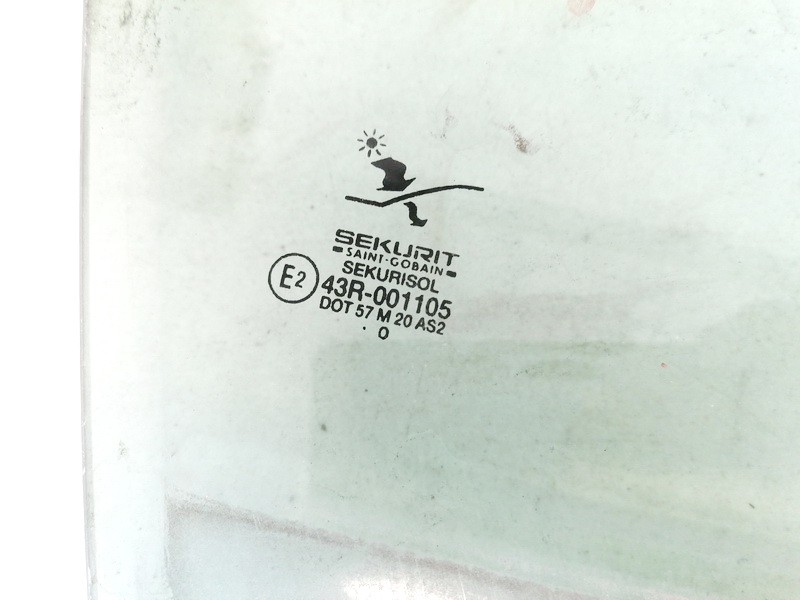 SEKURIT
SAINT-GOBAIN
SEKURISOL
E2 43R-001105
DOT 57 M 20 AS2
. 0